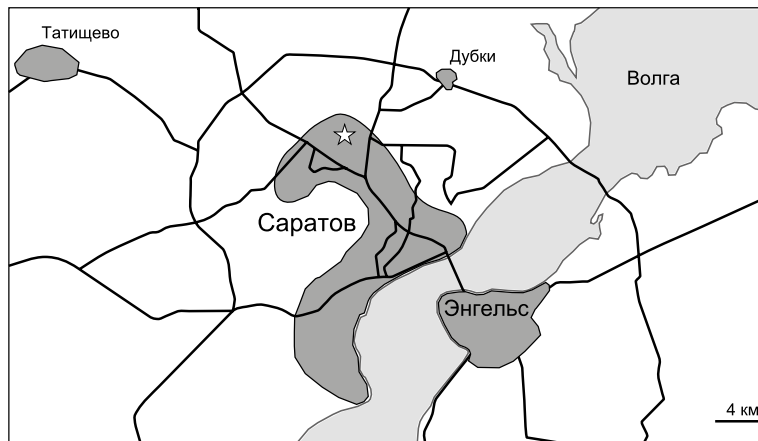 Татищево
Дубки
Волга
Саратов
Энгельс
4 км